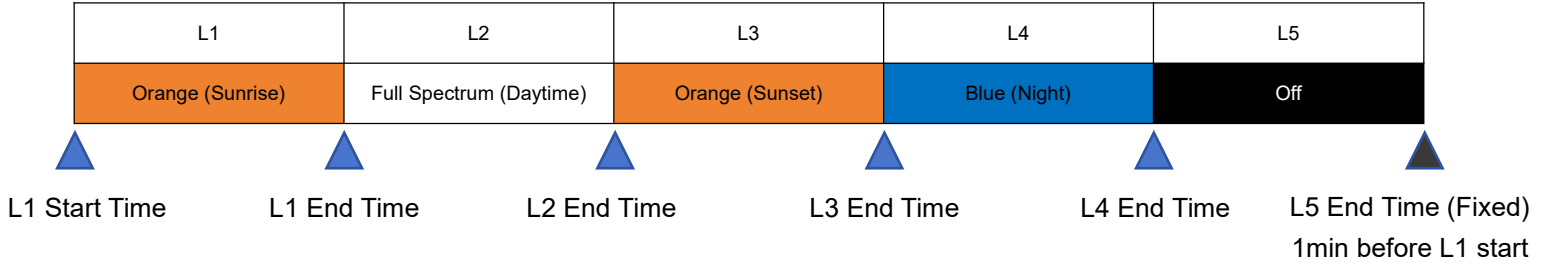 L1 L2 L3 L4 L5
Orange (Sunrise) Full Spectrum (Daytime) Orange (Sunset) Blue (Night) Off
L1 Start Time L1 End Time L2 End Time L3 End Time L4 End Time L5 End Time (Fixed)
1min before L1 start